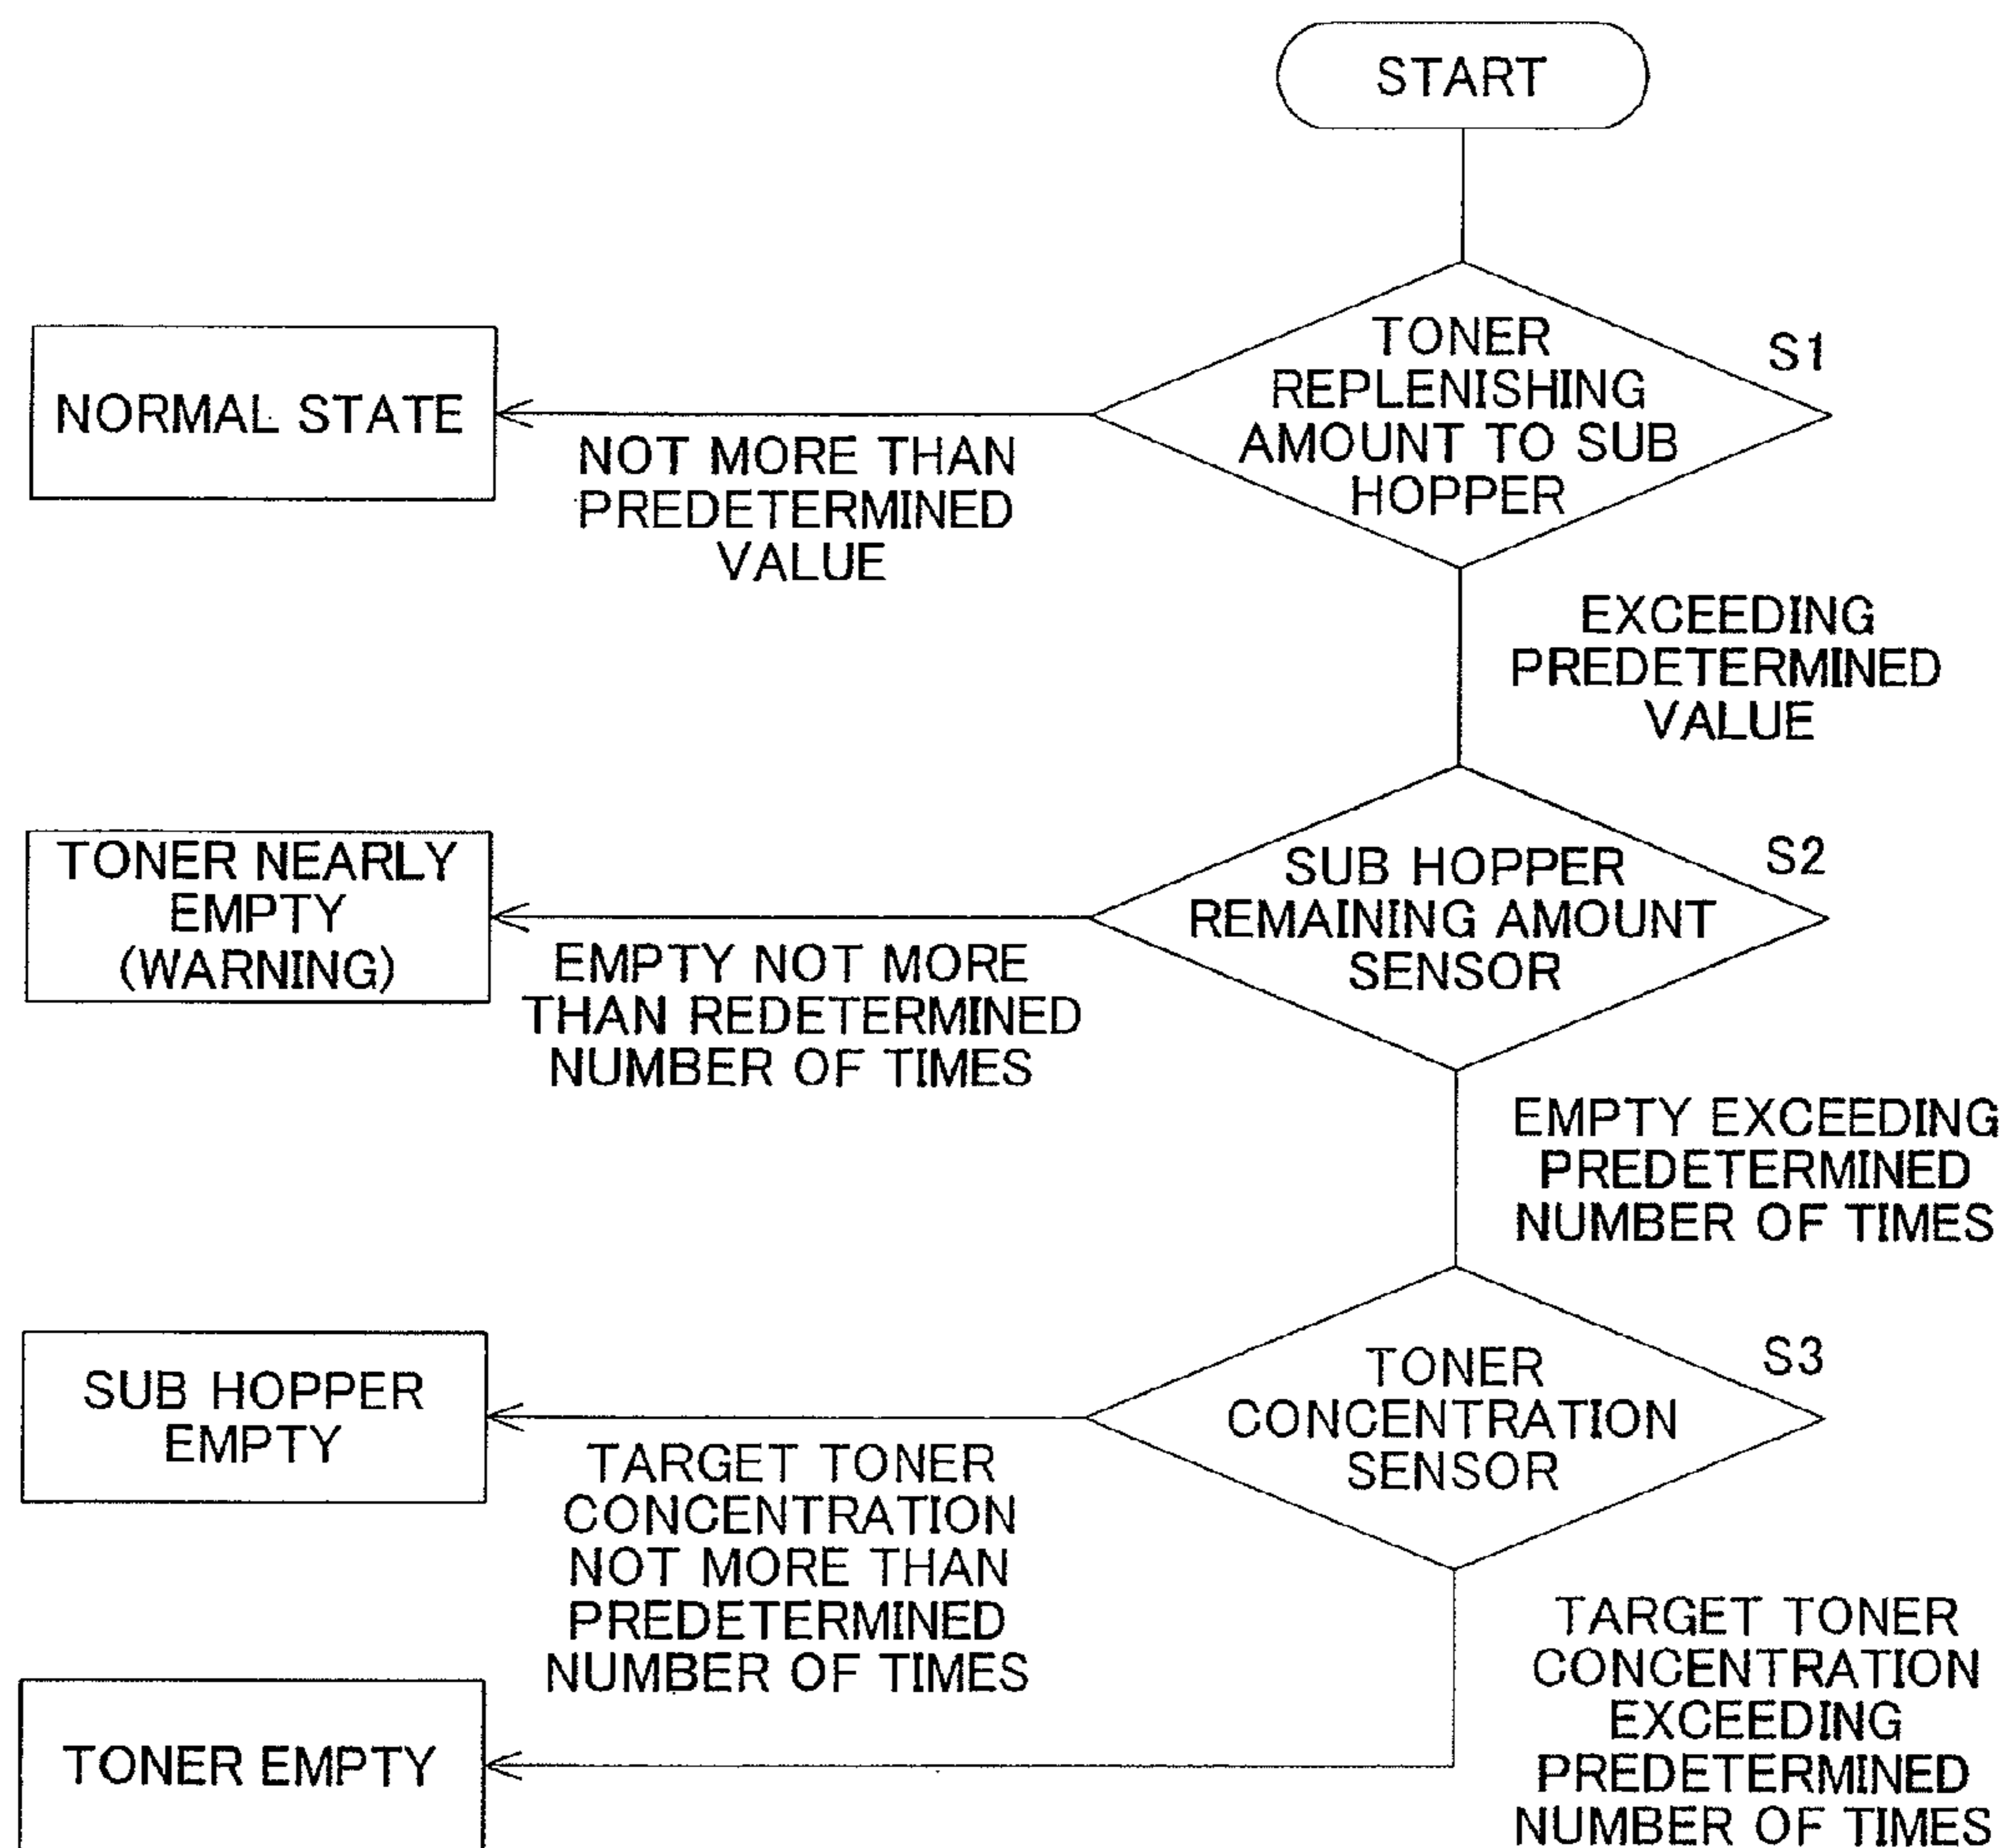 START
TONER
REPLENISHING
AMOUNT TO SUB
HOPPER
S1
NORMAL STATE
NOT MORE THAN
PREDETERMINED
VALUE
EXCEEDING
PREDETERMINED
VALUE
SUB HOPPER
REMAINING AMOUNT
SENSOR
S2
TONER NEARLY
EMPTY
(WARNING)
EMPTY NOT MORE
THAN REDETERMINED
NUMBER OF TIMES
EMPTY EXCEEDING
PREDETERMINED
NUMBER OF TIMES
TONER
CONCENTRATION
SENSOR
S3
SUB HOPPER
EMPTY
TARGET TONER
CONCENTRATION
NOT MORE THAN
PREDETERMINED
NUMBER OF TIMES
TARGET TONER
CONCENTRATION
EXCEEDING
PREDETERMINED
NUMBER OF TIMES
TONER EMPTY